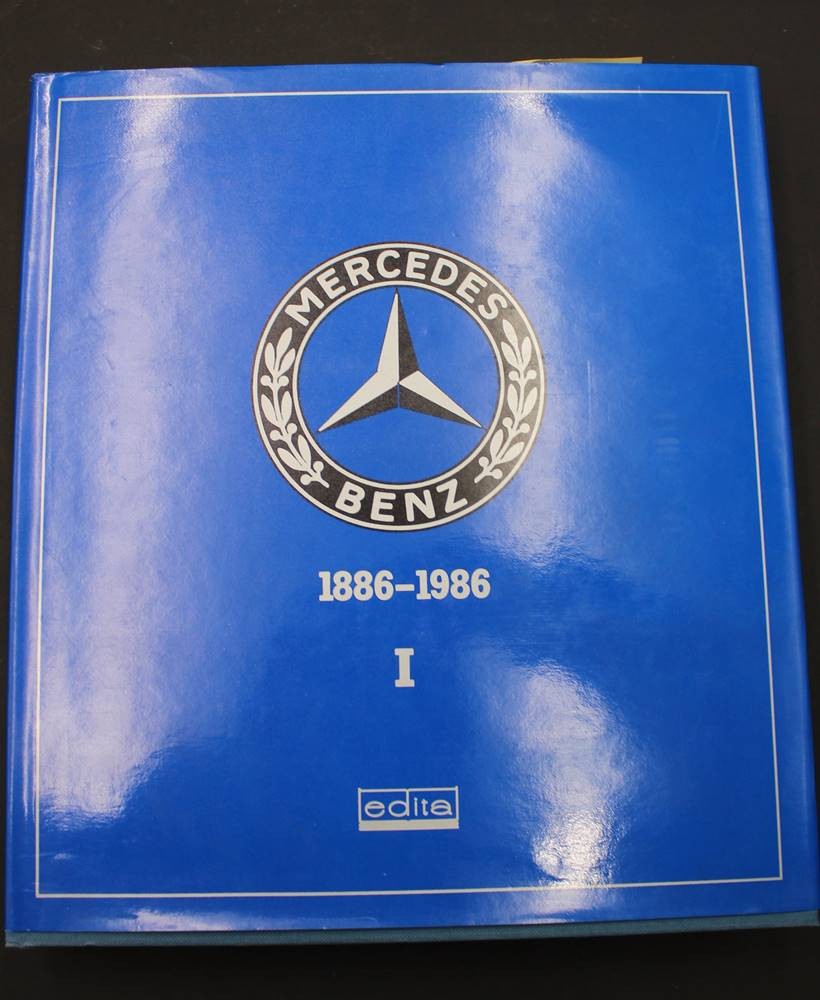 MERCEDES
BENZ
1886–1986
I
edita